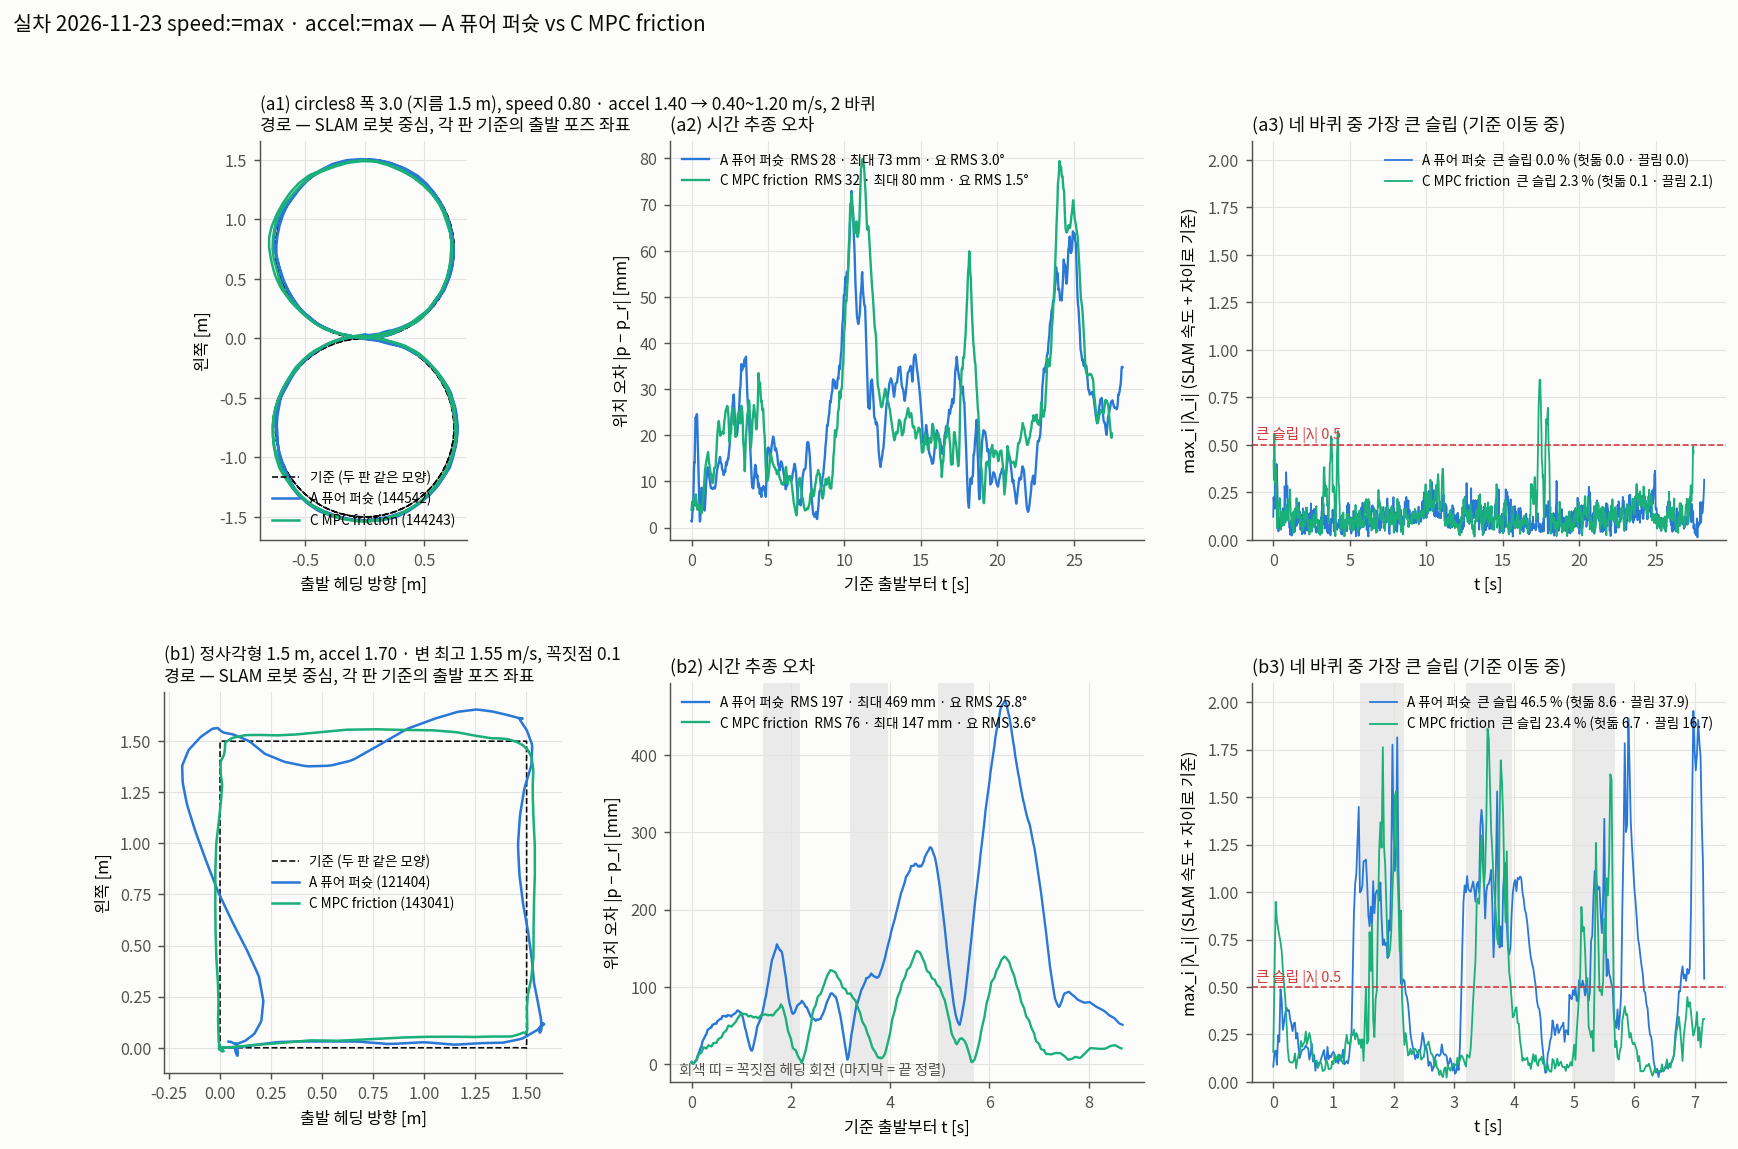 실차 2026-11-23 speed:=max · accel:=max — A 퓨어 퍼슛 vs C MPC friction
(a1) circles8 폭 3.0 (지름 1.5 m), speed 0.80 · accel 1.40 → 0.40~1.20 m/s, 2 바퀴
경로 — SLAM 로봇 중심, 각 판 기준의 출발 포즈 좌표
1.5
1.0
0.5
0.0
-0.5
-1.0
-1.5
왼쪽 [m]
기준 (두 판 같은 모양)
A 퓨어 퍼슛 (144542)
C MPC friction (144243)
-0.5 0.0 0.5
출발 헤딩 방향 [m]
(a2) 시간 추종 오차
A 퓨어 퍼슛 RMS 28 · 최대 73 mm · 요 RMS 3.0°
C MPC friction RMS 32 · 최대 80 mm · 요 RMS 1.5°
80
70
60
50
40
30
20
10
0
위치 오차 |p − p_r| [mm]
0 5 10 15 20 25
기준 출발부터 t [s]
(a3) 네 바퀴 중 가장 큰 슬립 (기준 이동 중)
A 퓨어 퍼슛 큰 슬립 0.0 % (헛돎 0.0 · 끌림 0.0)
C MPC friction 큰 슬립 2.3 % (헛돎 0.1 · 끌림 2.1)
2.00
1.75
1.50
1.25
1.00
0.75
0.50
0.25
0.00
max_i |λ_i| (SLAM 속도 + 자이로 기준)
큰 슬립 |λ| 0.5
0 5 10 15 20 25
t [s]
(b1) 정사각형 1.5 m, accel 1.70 · 변 최고 1.55 m/s, 꼭짓점 0.1
경로 — SLAM 로봇 중심, 각 판 기준의 출발 포즈 좌표
1.50
1.25
1.00
0.75
0.50
0.25
0.00
왼쪽 [m]
기준 (두 판 같은 모양)
A 퓨어 퍼슛 (121404)
C MPC friction (143041)
-0.25 0.00 0.25 0.50 0.75 1.00 1.25 1.50
출발 헤딩 방향 [m]
(b2) 시간 추종 오차
A 퓨어 퍼슛 RMS 197 · 최대 469 mm · 요 RMS 25.8°
C MPC friction RMS 76 · 최대 147 mm · 요 RMS 3.6°
400
300
200
100
0
위치 오차 |p − p_r| [mm]
회색 띠 = 꼭짓점 헤딩 회전 (마지막 = 끝 정렬)
0 2 4 6 8
기준 출발부터 t [s]
(b3) 네 바퀴 중 가장 큰 슬립 (기준 이동 중)
A 퓨어 퍼슛 큰 슬립 46.5 % (헛돎 8.6 · 끌림 37.9)
C MPC friction 큰 슬립 23.4 % (헛돎 6.7 · 끌림 16.7)
2.00
1.75
1.50
1.25
1.00
0.75
0.50
0.25
0.00
max_i |λ_i| (SLAM 속도 + 자이로 기준)
큰 슬립 |λ| 0.5
0 1 2 3 4 5 6 7
t [s]